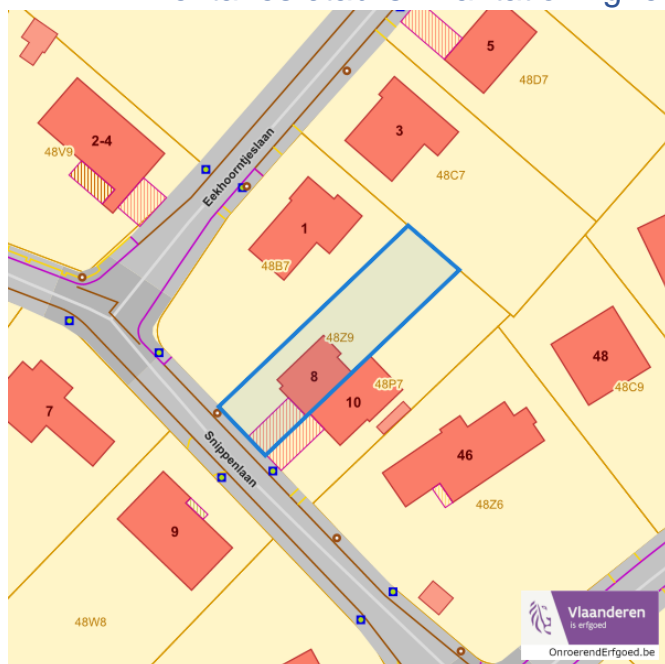 5
48D7
2-4
3
48V9
Eekhoorntjeslaan
48C7
1
48B7
48Z9
8
48P7
48
10
48C9
7
Snippenlaan
46
9
48Z6
48W8
Vlaanderen
is erfgoed
OnroerendErfgoed.be